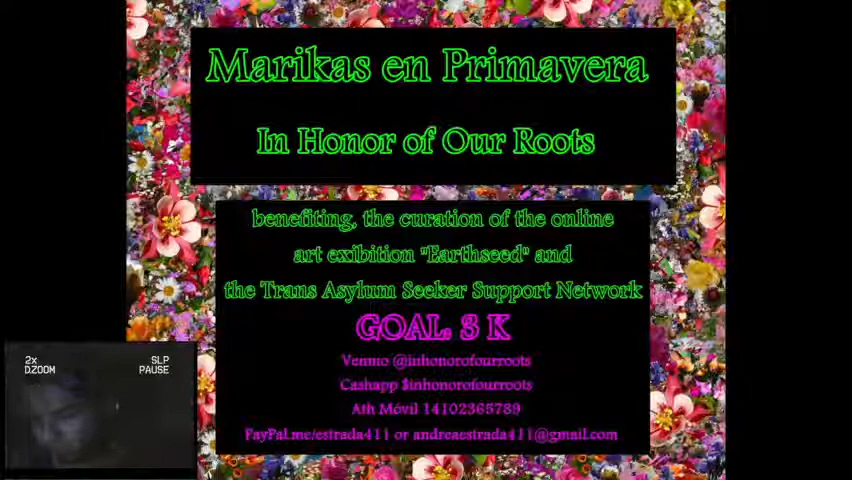 Marikas en Primavera
In Honor of Our Roots
benefiting, the curation of the online
art exibition "Earthseed" and
the Trans Asylum Seeker Support Network
GOAL: 3 K
Venmo @inhonorofourroots
Cashapp $inhonorofourroots
Ath Móvil 14102365789
PayPal.me/estrada411 or andreaestrada411@gmail.com
2x
D.ZOOM
SLP
PAUSE